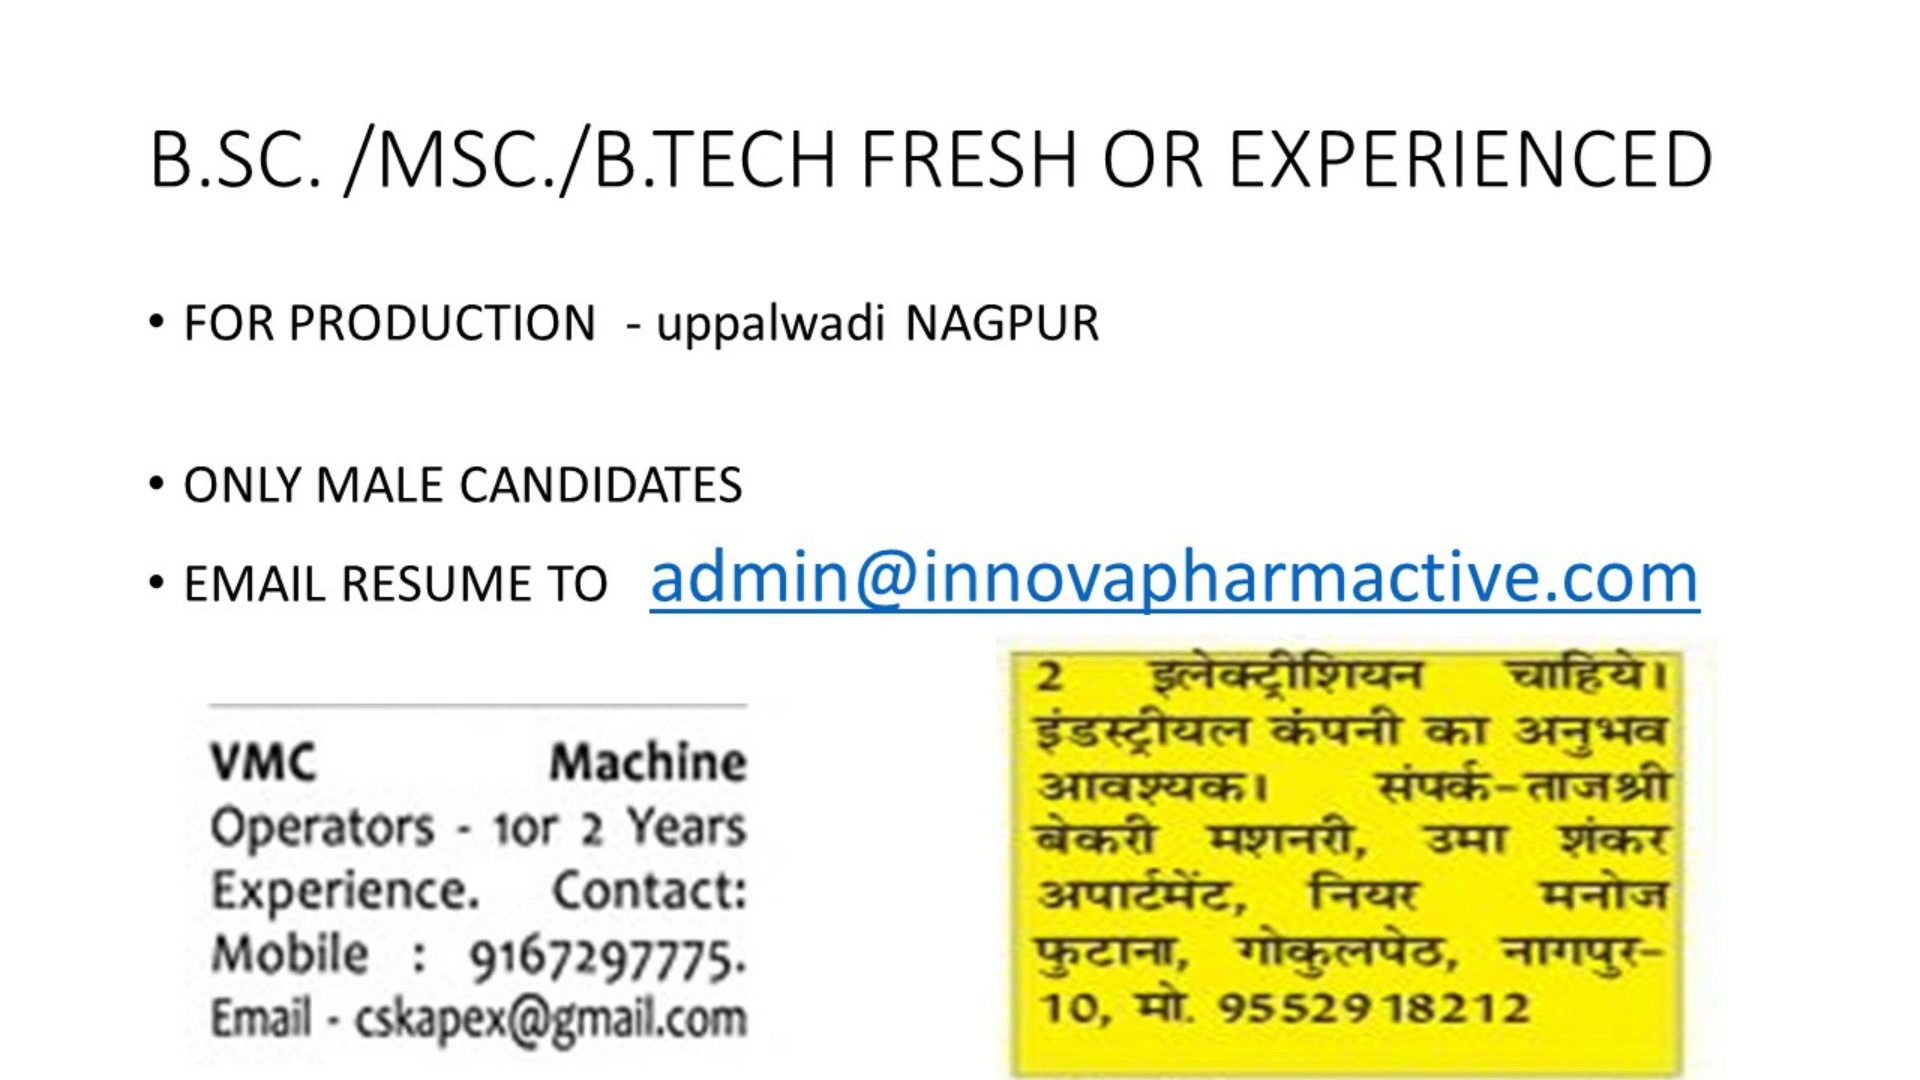 B.SC. /MSC./B.TECH FRESH OR EXPERIENCED
• FOR PRODUCTION - uppalwadi NAGPUR
• ONLY MALE CANDIDATES
• EMAIL RESUME TO admin@innovapharmactive.com
VMC Machine
Operators - 1or 2 Years
Experience. Contact:
Mobile : 9167297775.
Email - cskapex@gmail.com
2 इलेक्ट्रीशियन चाहिये।
इंडस्ट्रीयल कंपनी का अनुभव
आवश्यक। संपर्क-ताजश्री
बेकरी मशनरी, उमा शंकर
अपार्टमेंट, नियर मनोज
फुटाना, गोकुलपेठ, नागपुर-
10, मो. 9552918212